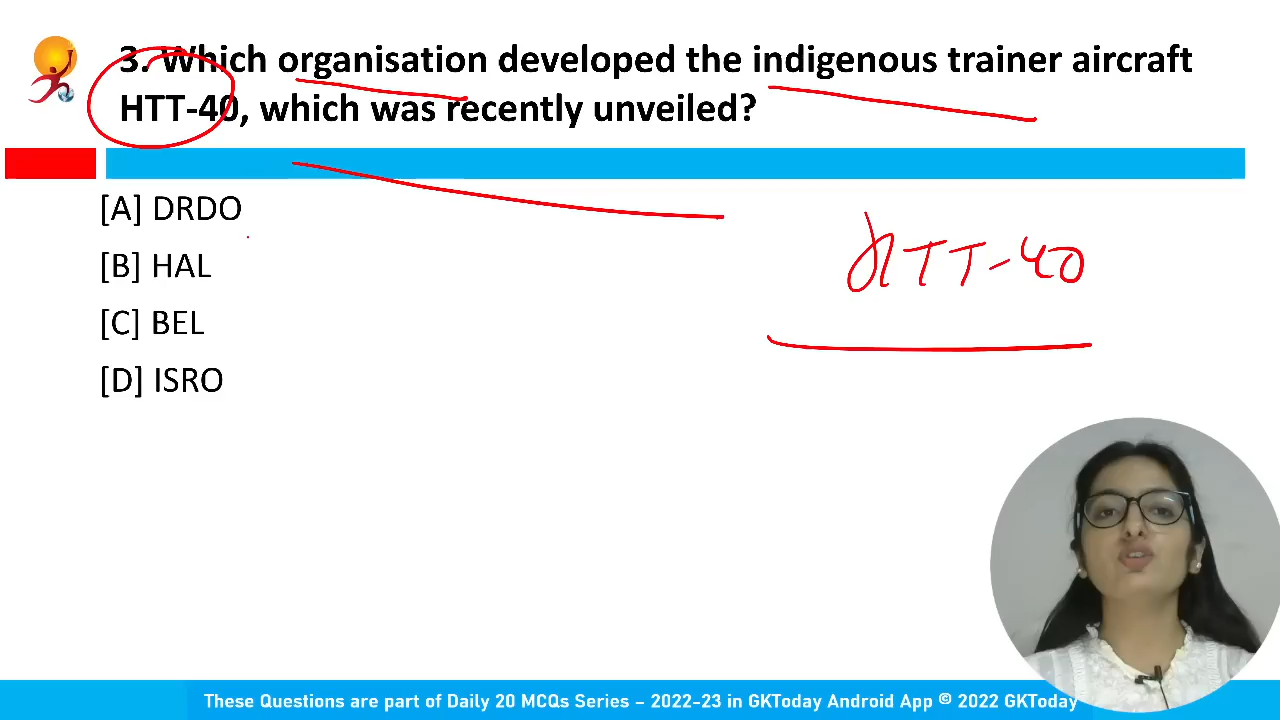 3. Which organisation developed the indigenous trainer aircraft
HTT-40, which was recently unveiled?
[A] DRDO
[B] HAL
[C] BEL
[D] ISRO
HTT-40
These Questions are part of Daily 20 MCQs Series – 2022-23 in GKToday Android App © 2022 GKToday